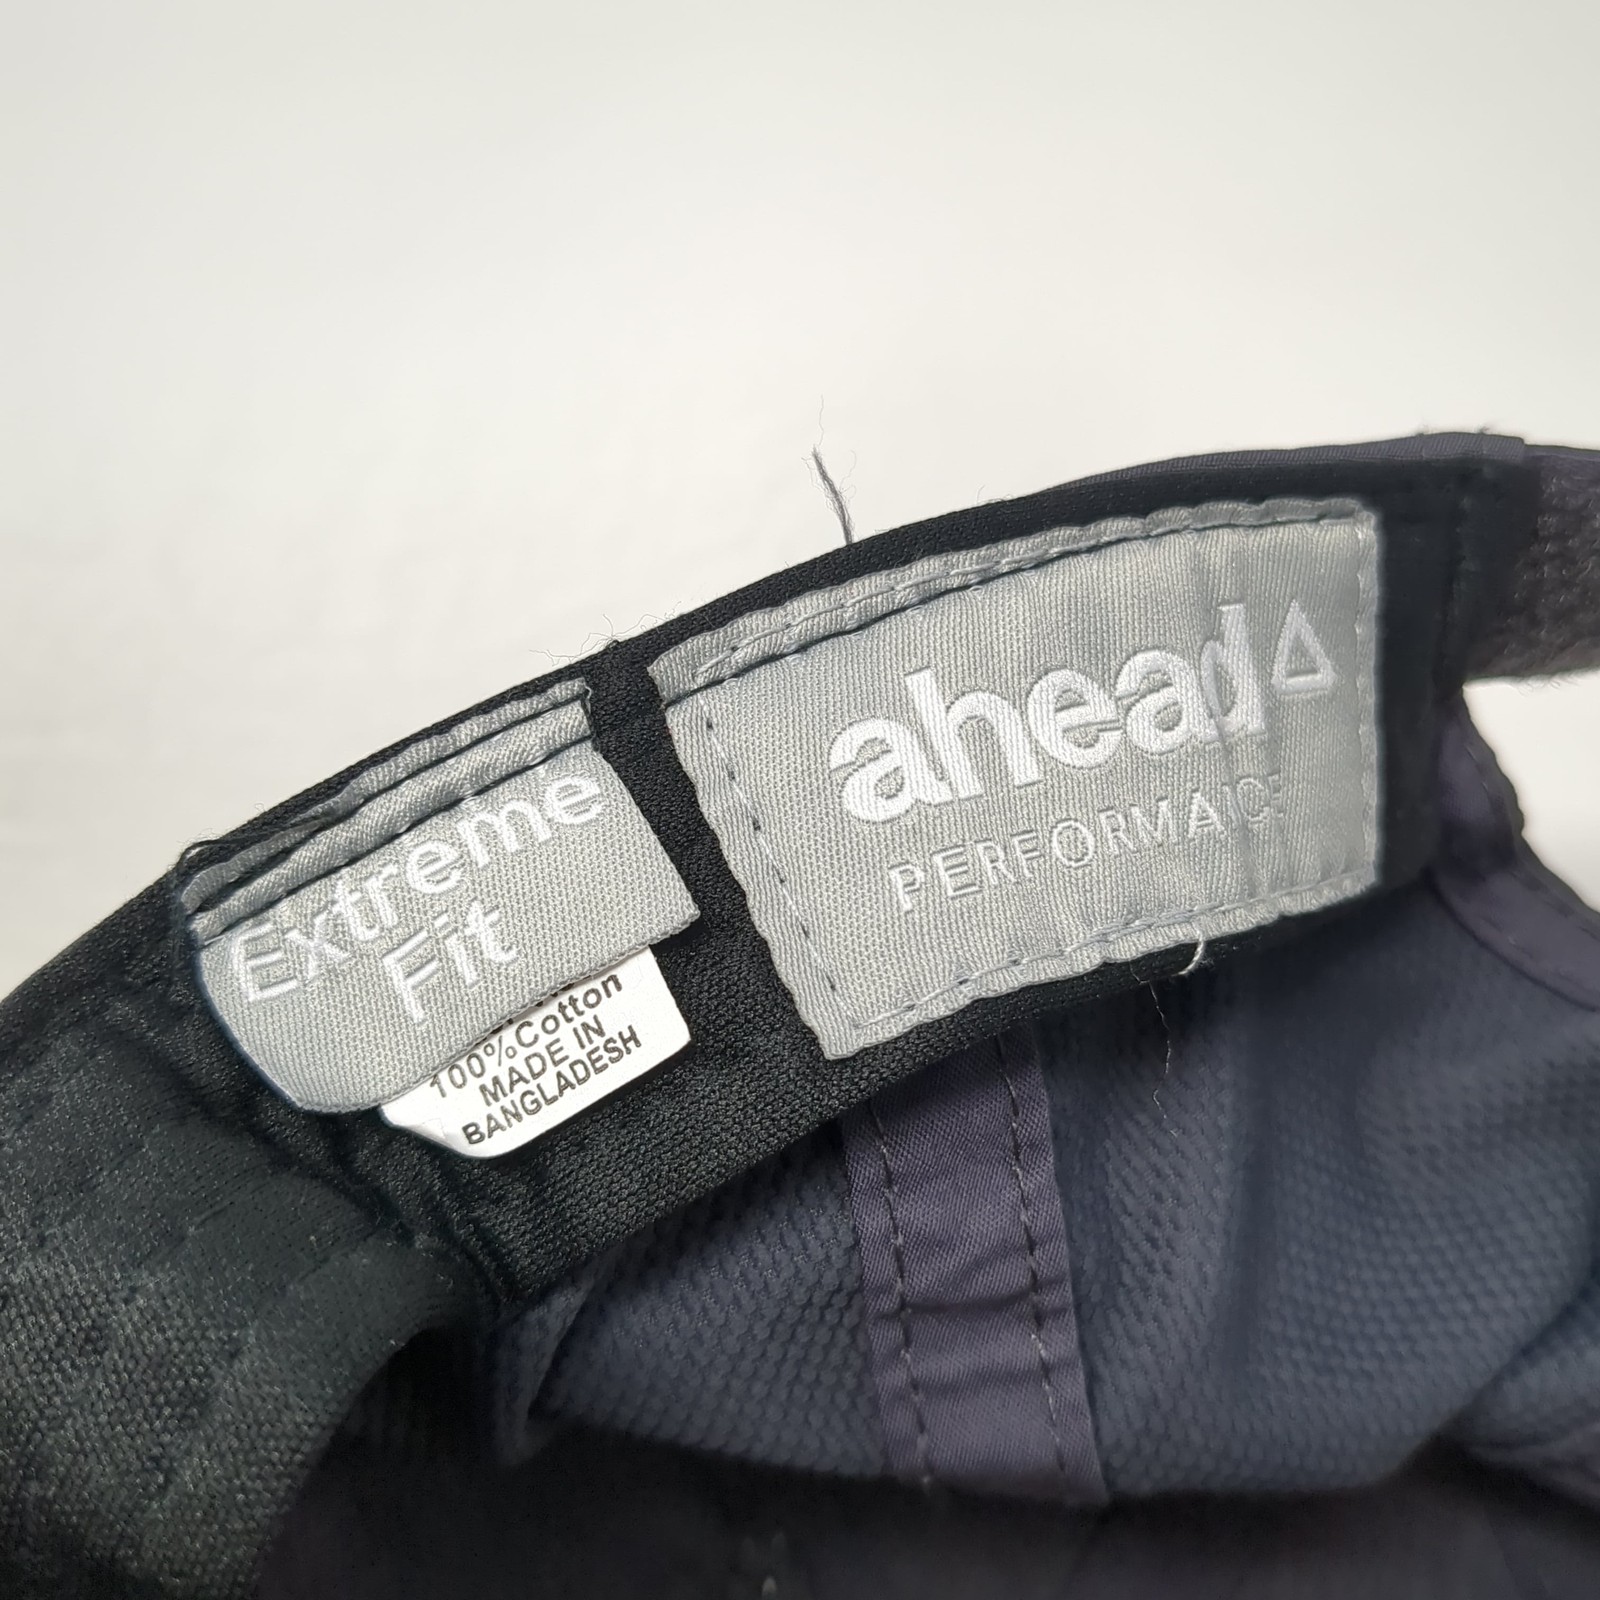 Extreme
Fit
100%Cotton
MADE IN
BANGLADESH
ahead
PERFORMANCE